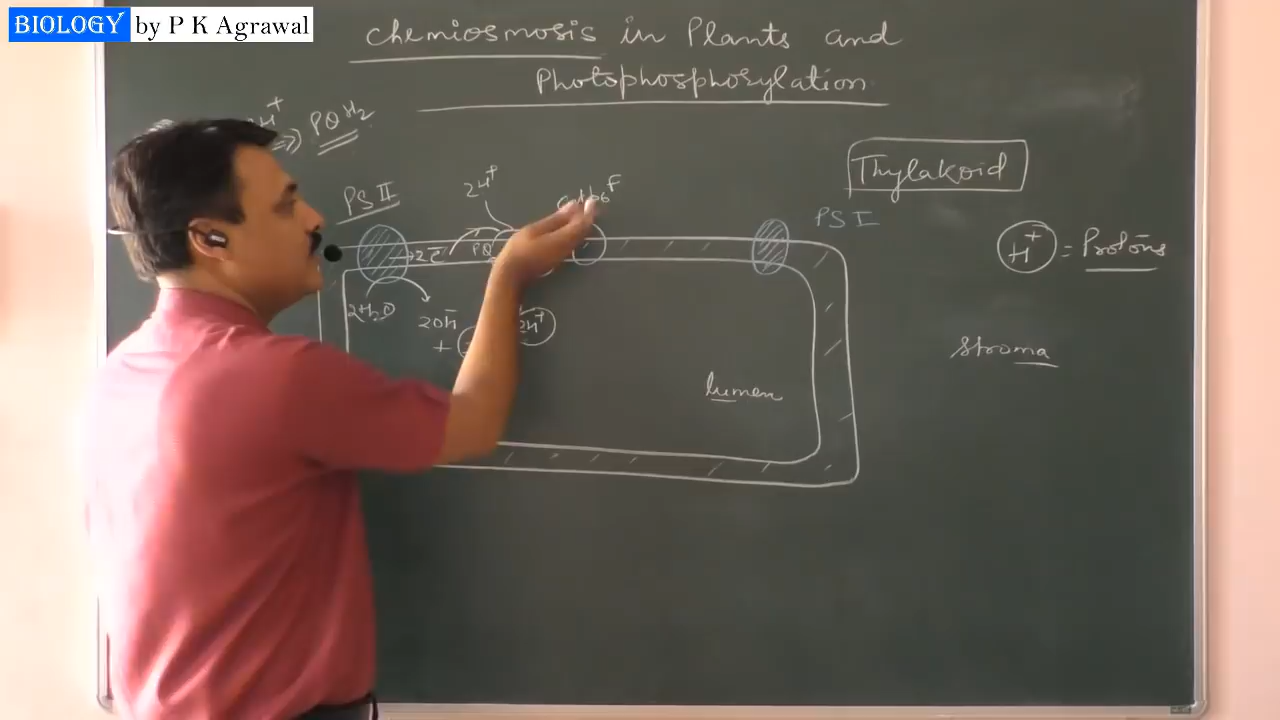 BIOLOGY by P K Agrawal
Chemiosmosis in Plants and
Photophosphorylation
H+
=>) PQH2
Thylakoid
PS II
2H+
PS I
H+ = Protons
→2e-
PQ
2H2O
2OH-
+
2H+
Stroma
lumen